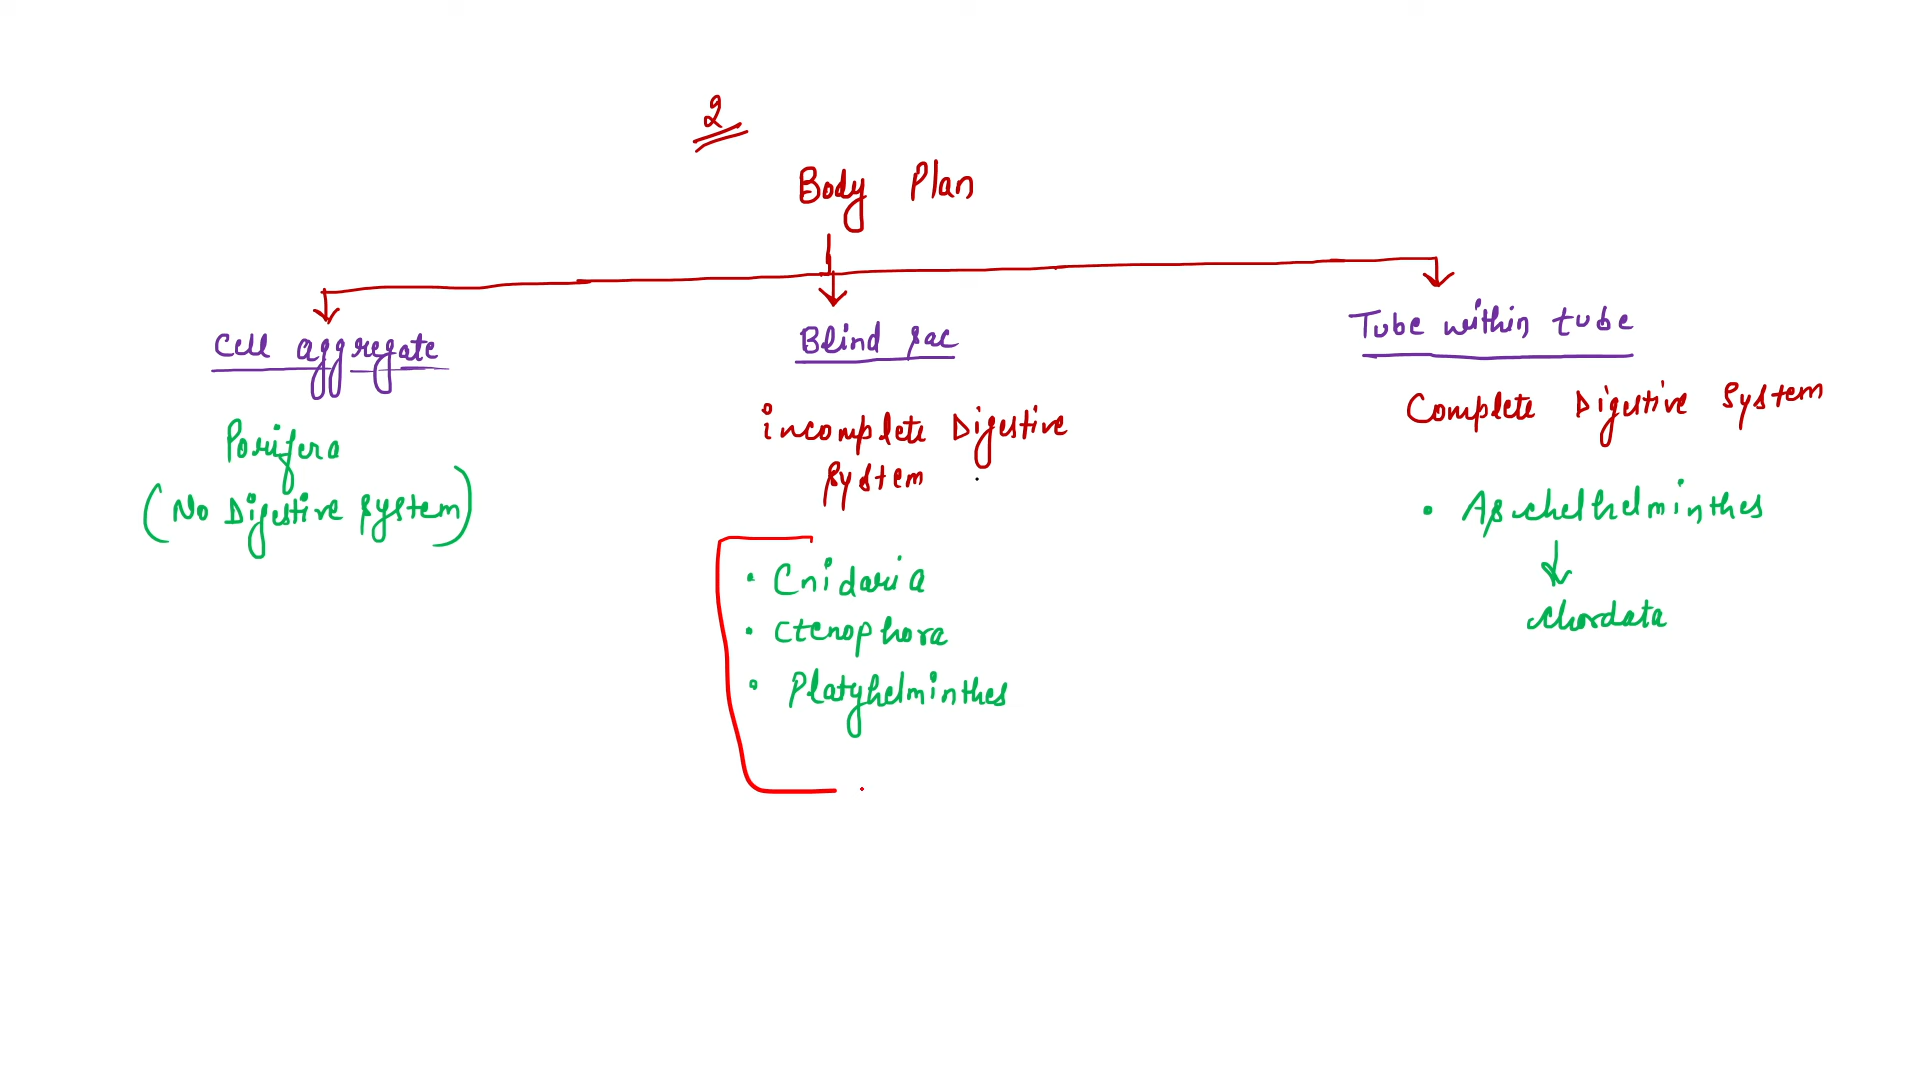 2
Body Plan
Cell aggregate
Porifera
(No Digestive system)
Blind sac
incomplete Digestive
system
• Cnidaria
• Ctenophora
• Platyhelminthes
Tube within tube
Complete Digestive System
• Aschelhelminthes
Chordata